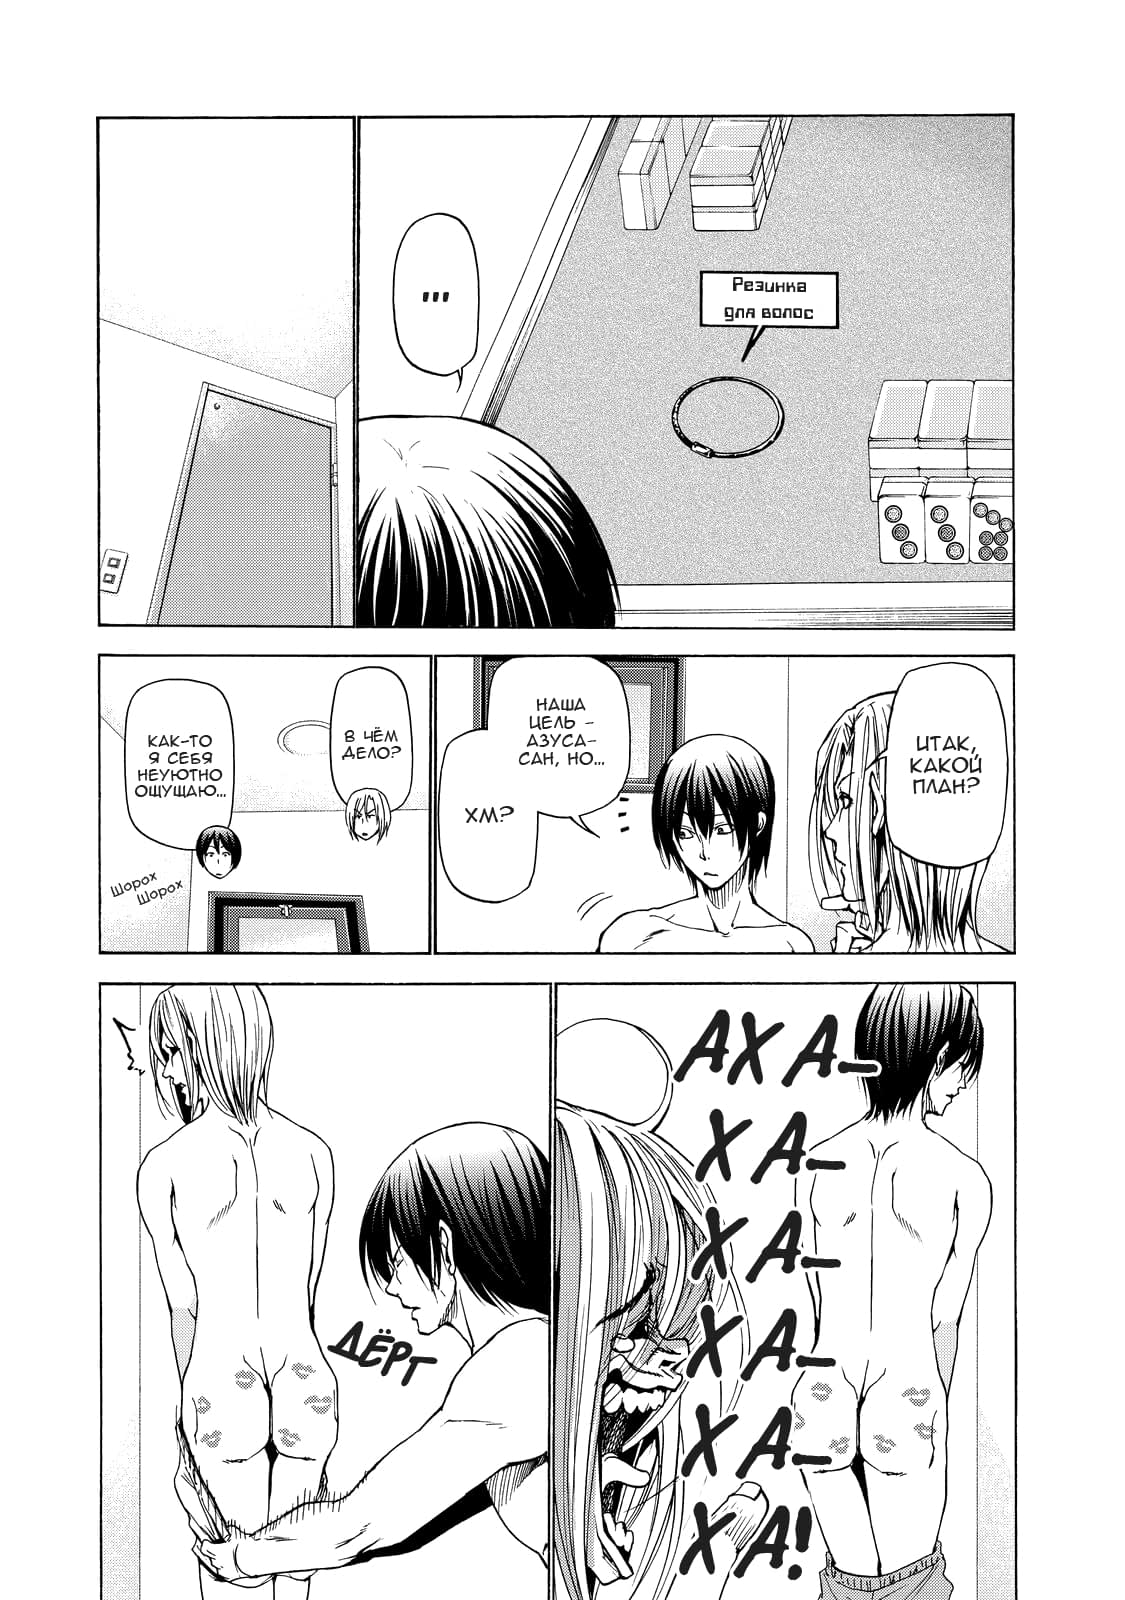 Резинка
для волос
...
ИТАК,
КАКОЙ
ПЛАН?
НАША
ЦЕЛЬ -
АЗУСА-
САН, НО...
ХМ?
В ЧЁМ
ДЕЛО?
КАК-ТО
Я СЕБЯ
НЕУЮТНО
ОЩУЩАЮ...
Шорох
Шорох
АХА-
ХА-
ХА-
ХА-
ХА-
ХА!
ДЁРГ